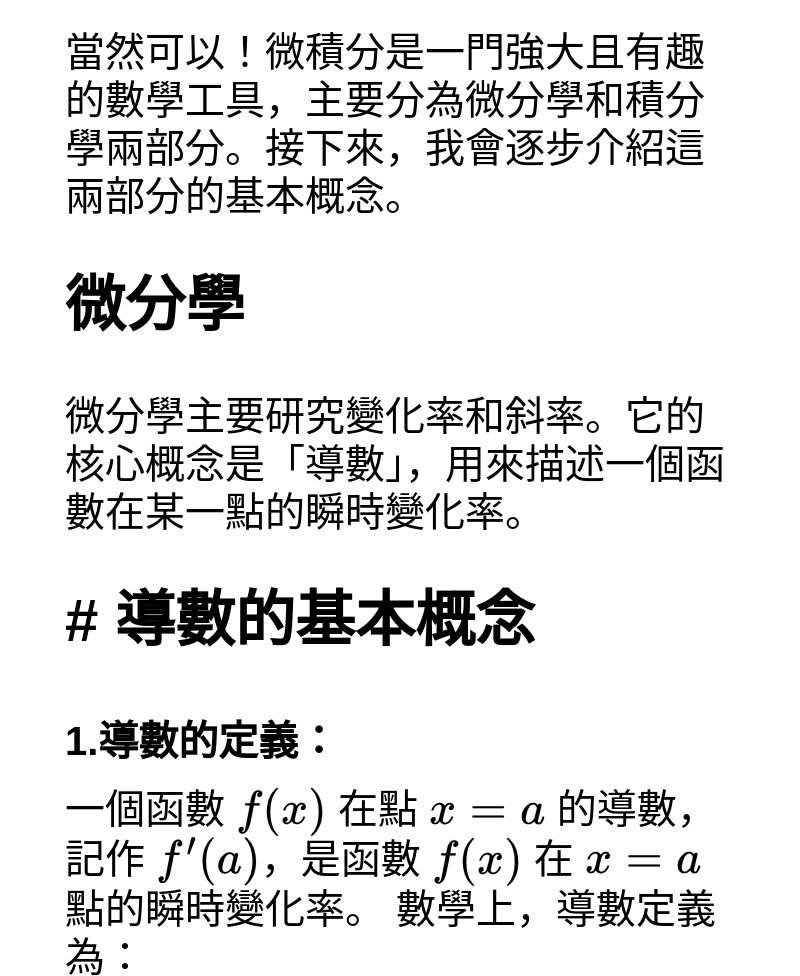 當然可以！微積分是一門強大且有趣
的數學工具，主要分為微分學和積分
學兩部分。接下來，我會逐步介紹這
兩部分的基本概念。
微分學
微分學主要研究變化率和斜率。它的
核心概念是「導數」，用來描述一個函
數在某一點的瞬時變化率。
# 導數的基本概念
1.導數的定義：
一個函數 f(x) 在點 x = a 的導數，
記作 f′(a)，是函數 f(x) 在 x = a
點的瞬時變化率。 數學上，導數定義
為：